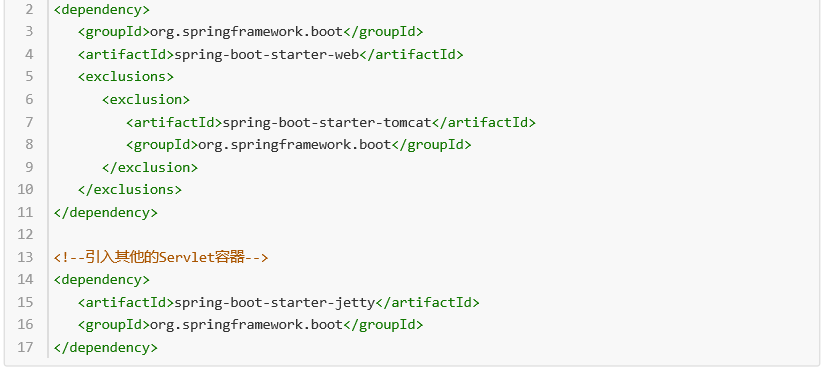 2 <dependency>
3    <groupId>org.springframework.boot</groupId>
4    <artifactId>spring-boot-starter-web</artifactId>
5    <exclusions>
6       <exclusion>
7          <artifactId>spring-boot-starter-tomcat</artifactId>
8          <groupId>org.springframework.boot</groupId>
9       </exclusion>
10    </exclusions>
11 </dependency>
12
13 <!--引入其他的Servlet容器-->
14 <dependency>
15    <artifactId>spring-boot-starter-jetty</artifactId>
16    <groupId>org.springframework.boot</groupId>
17 </dependency>